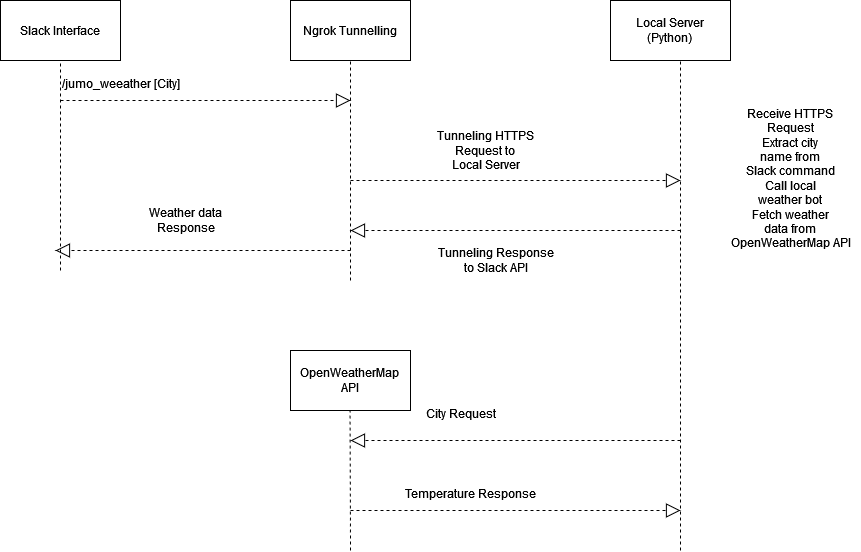 Slack Interface
Ngrok Tunnelling
Local Server
(Python)
/jumo_weeather [City]
Tunneling HTTPS
Request to
Local Server
Receive HTTPS
Request
Extract city
name from
Slack command
Call local
weather bot
Fetch weather
data from
OpenWeatherMap API
Weather data
Response
Tunneling Response
to Slack API
OpenWeatherMap
API
City Request
Temperature Response